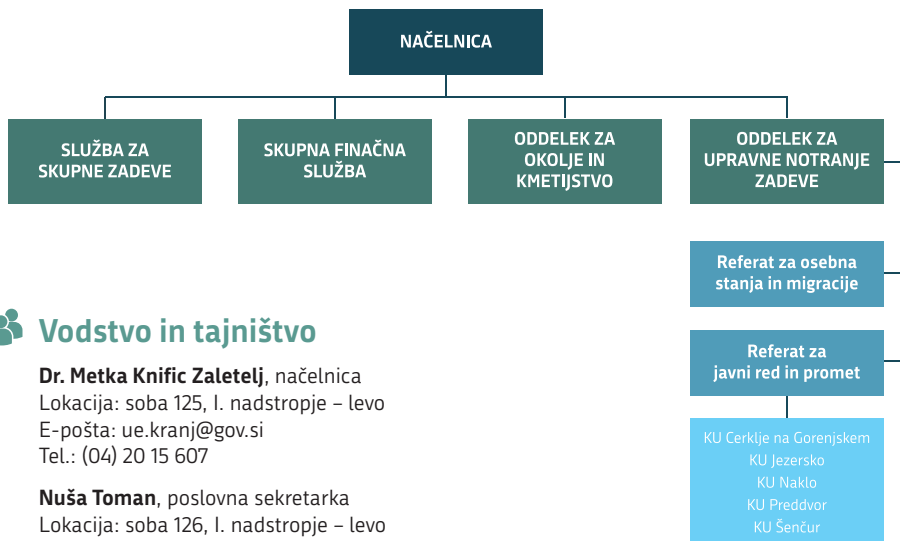 NAČELNICA
SLUŽBA ZA
SKUPNE ZADEVE
SKUPNA FINAČNA
SLUŽBA
ODDELEK ZA
OKOLJE IN
KMETIJSTVO
ODDELEK ZA
UPRAVNE NOTRANJE
ZADEVE
Referat za osebna
stanja in migracije
Referat za
javni red in promet
KU Cerklje na Gorenjskem
KU Jezersko
KU Naklo
KU Preddvor
KU Šenčur
Vodstvo in tajništvo
Dr. Metka Knific Zaletelj, načelnica
Lokacija: soba 125, I. nadstropje – levo
E-pošta: ue.kranj@gov.si
Tel.: (04) 20 15 607
Nuša Toman, poslovna sekretarka
Lokacija: soba 126, I. nadstropje – levo